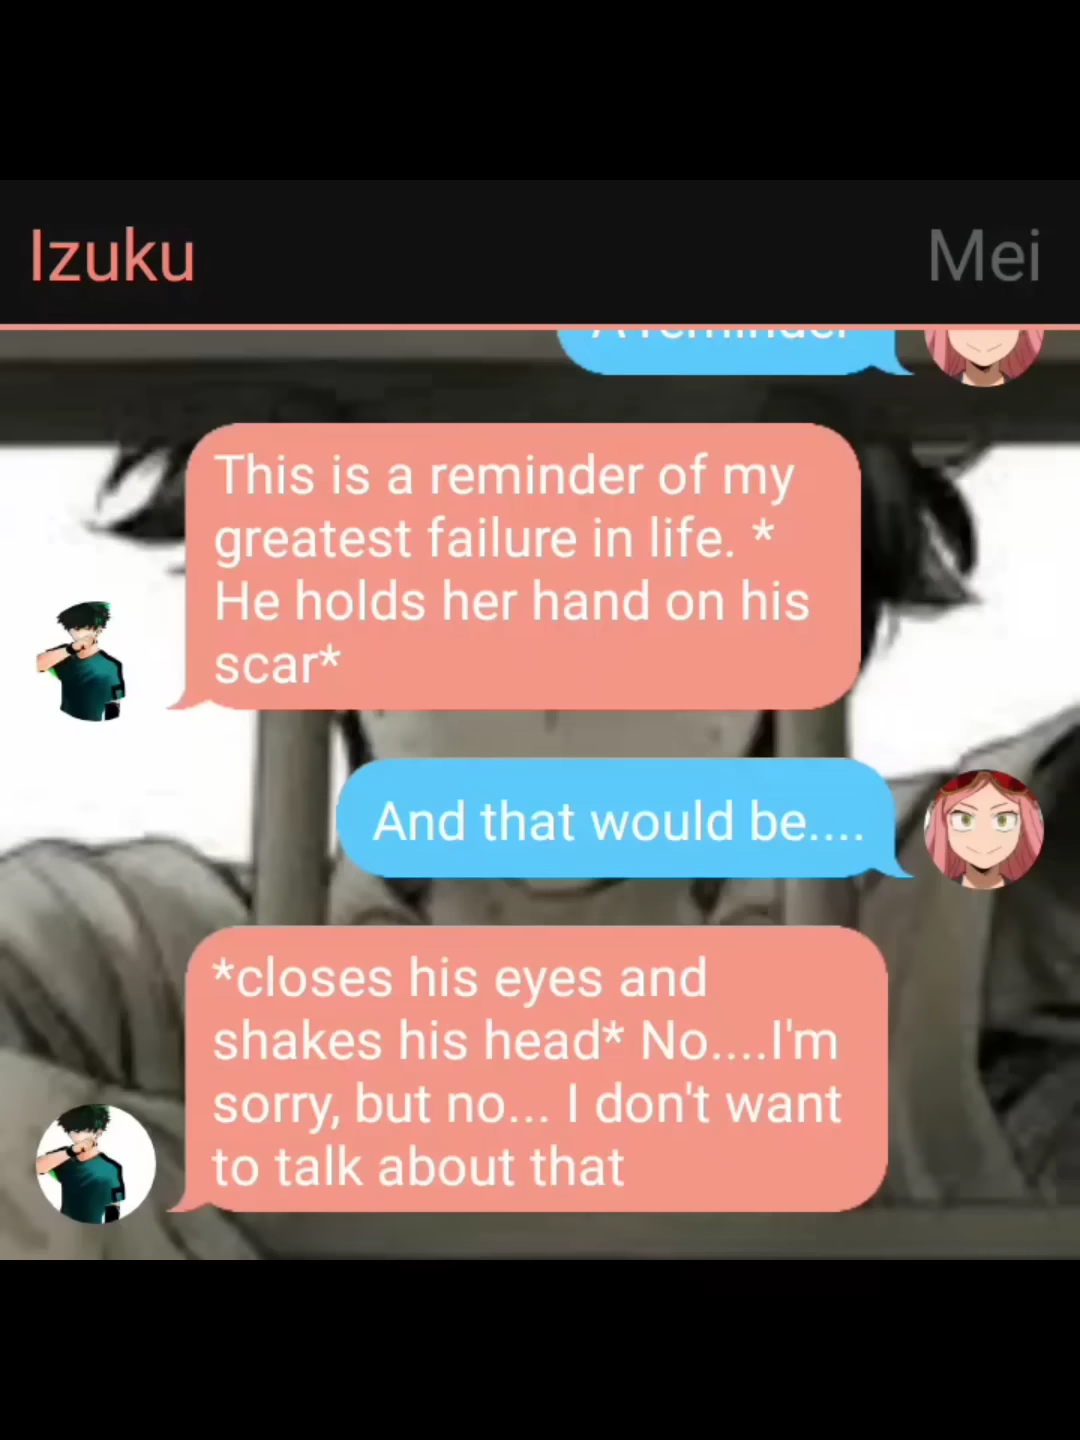 Izuku
Mei
A reminder
This is a reminder of my
greatest failure in life. *
He holds her hand on his
scar*
And that would be....
*closes his eyes and
shakes his head* No....I'm
sorry, but no... I don't want
to talk about that